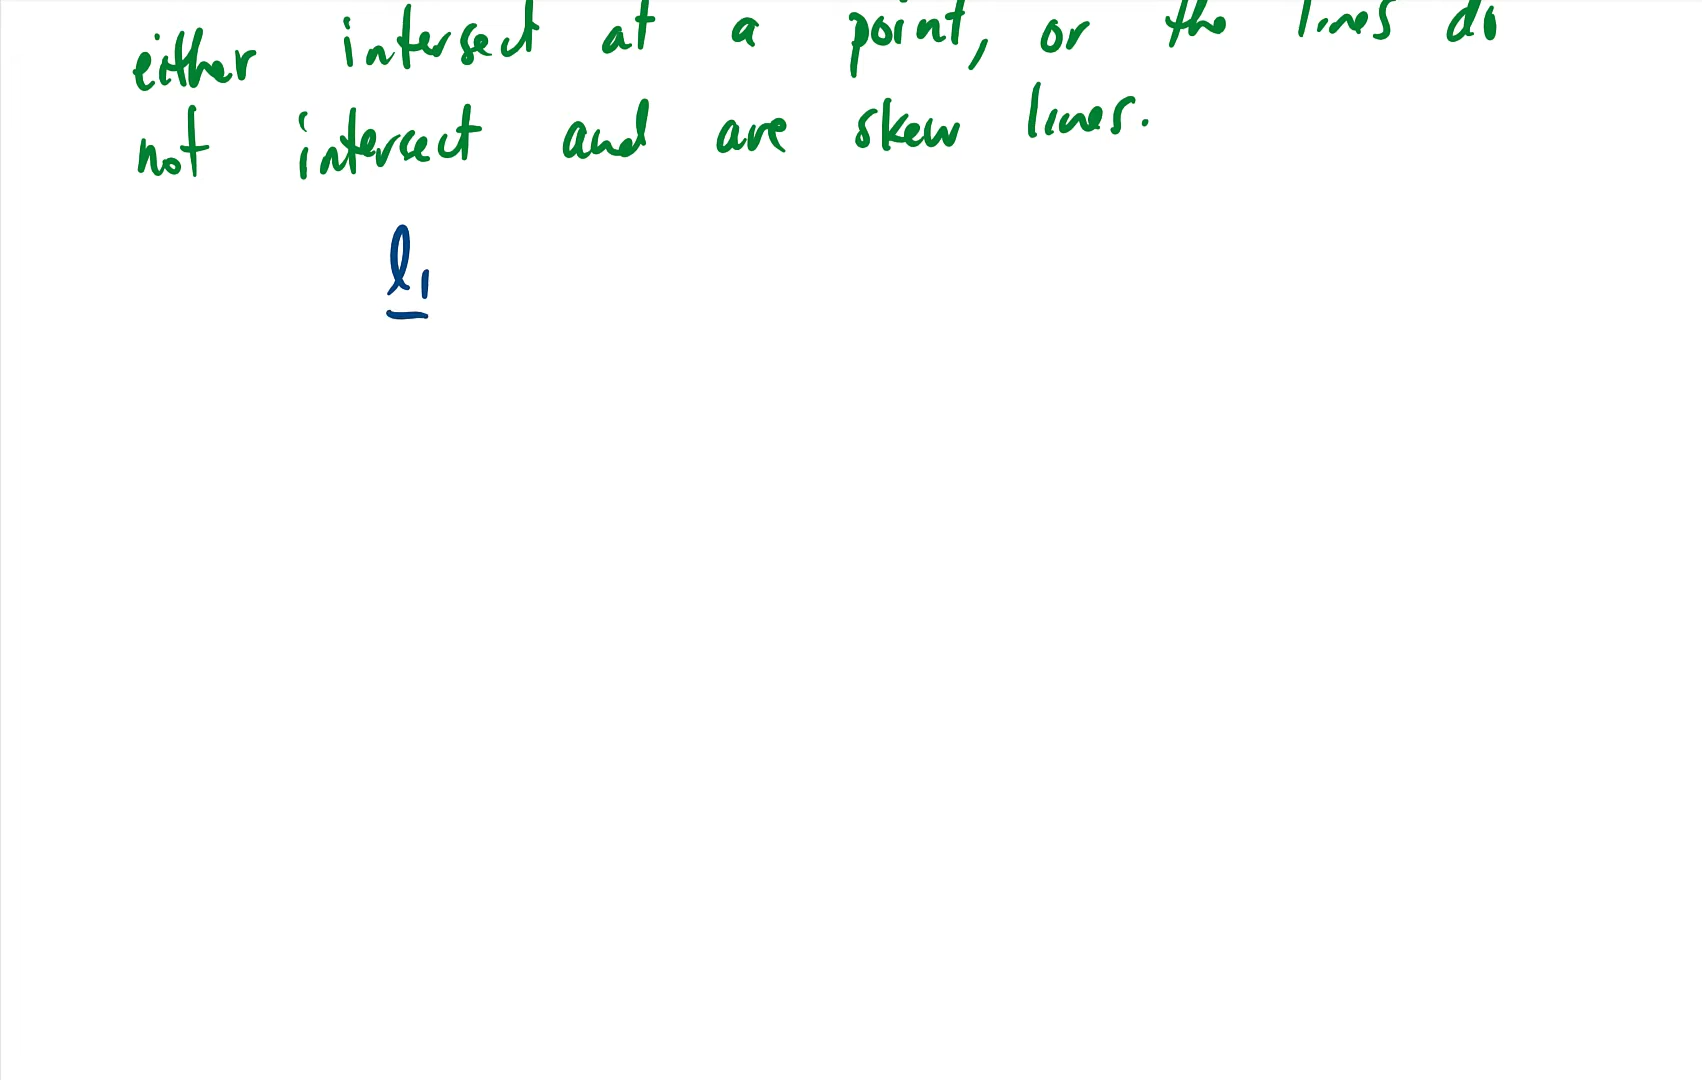 either intersect at a point, or the lines do
not intersect and are skew lines.
l₁